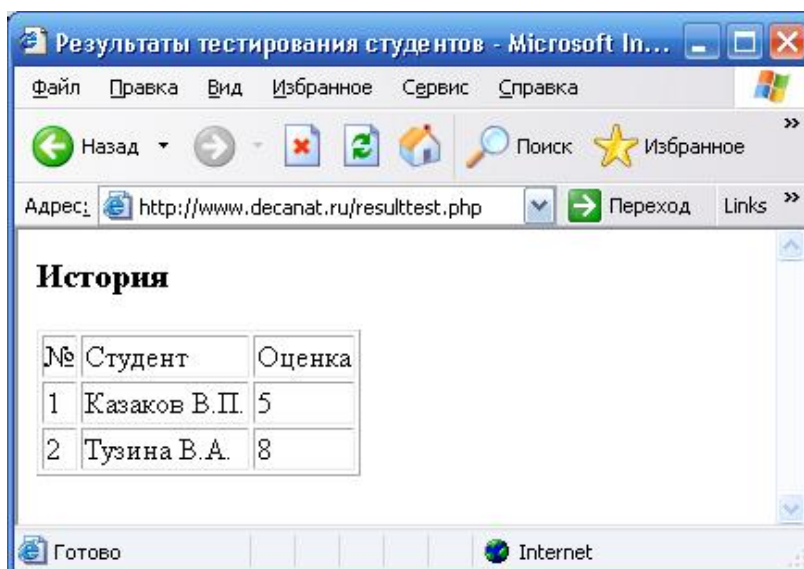 Результаты тестирования студентов - Microsoft In...
Файл Правка Вид Избранное Сервис Справка
Назад Поиск Избранное »
Адрес: http://www.decanat.ru/resulttest.php Переход Links »
История
№ Студент Оценка
1 Казаков В.П. 5
2 Тузина В.А. 8
Готово Internet